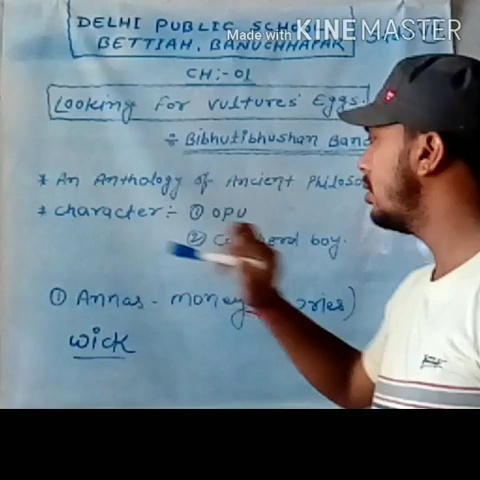 DELHI PUBLIC
Made with KINEMASTER
BETTIAH, BANUCHHAPAR
CH:-01
Looking For Vultures' Eggs
÷ Bibhutibhushan
* An Anthology of Ancient
* Character :- ① OPU
② boy.
① Annas - money
wick